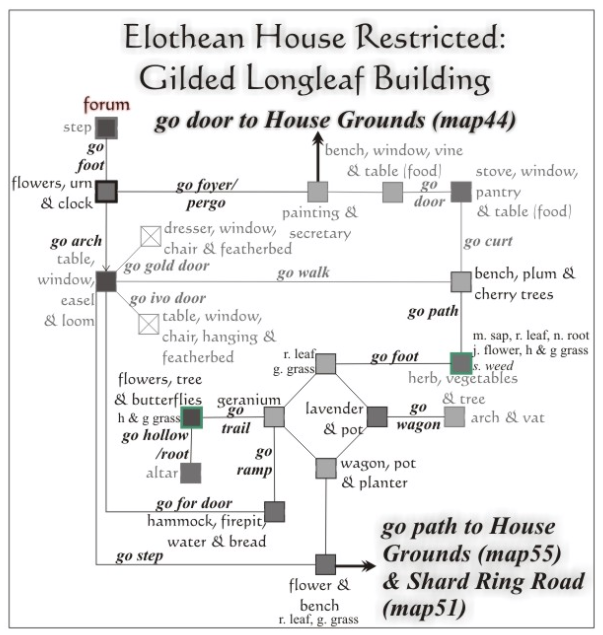 Elothean House Restricted:
Gilded Longleaf Building
forum
step
go door to House Grounds (map44)
go
foot
bench, window, vine
& table (food)
stove, window,
pantry
& table (food)
flowers, urn
& clock
go foyer/
pergo
go
door
painting &
secretary
go arch
dresser, window,
chair & featherbed
go gold door
go curt
table,
window,
easel
& loom
go walk
bench, plum &
cherry trees
go ivo door
table, window,
chair, hanging &
featherbed
go path
m. sap, r. leaf, n. root
j. flower, h & g grass
s. weed
r. leaf
g. grass
go foot
herb, vegetables
& tree
flowers, tree
& butterflies
h & g grass
geranium
go
trail
lavender
& pot
go
wagon
arch & vat
go hollow
/root
altar
go
ramp
wagon, pot
& planter
go for door
hammock, firepit,
water & bread
go step
go path to House
Grounds (map55)
& Shard Ring Road
(map51)
flower &
bench
r. leaf, g. grass